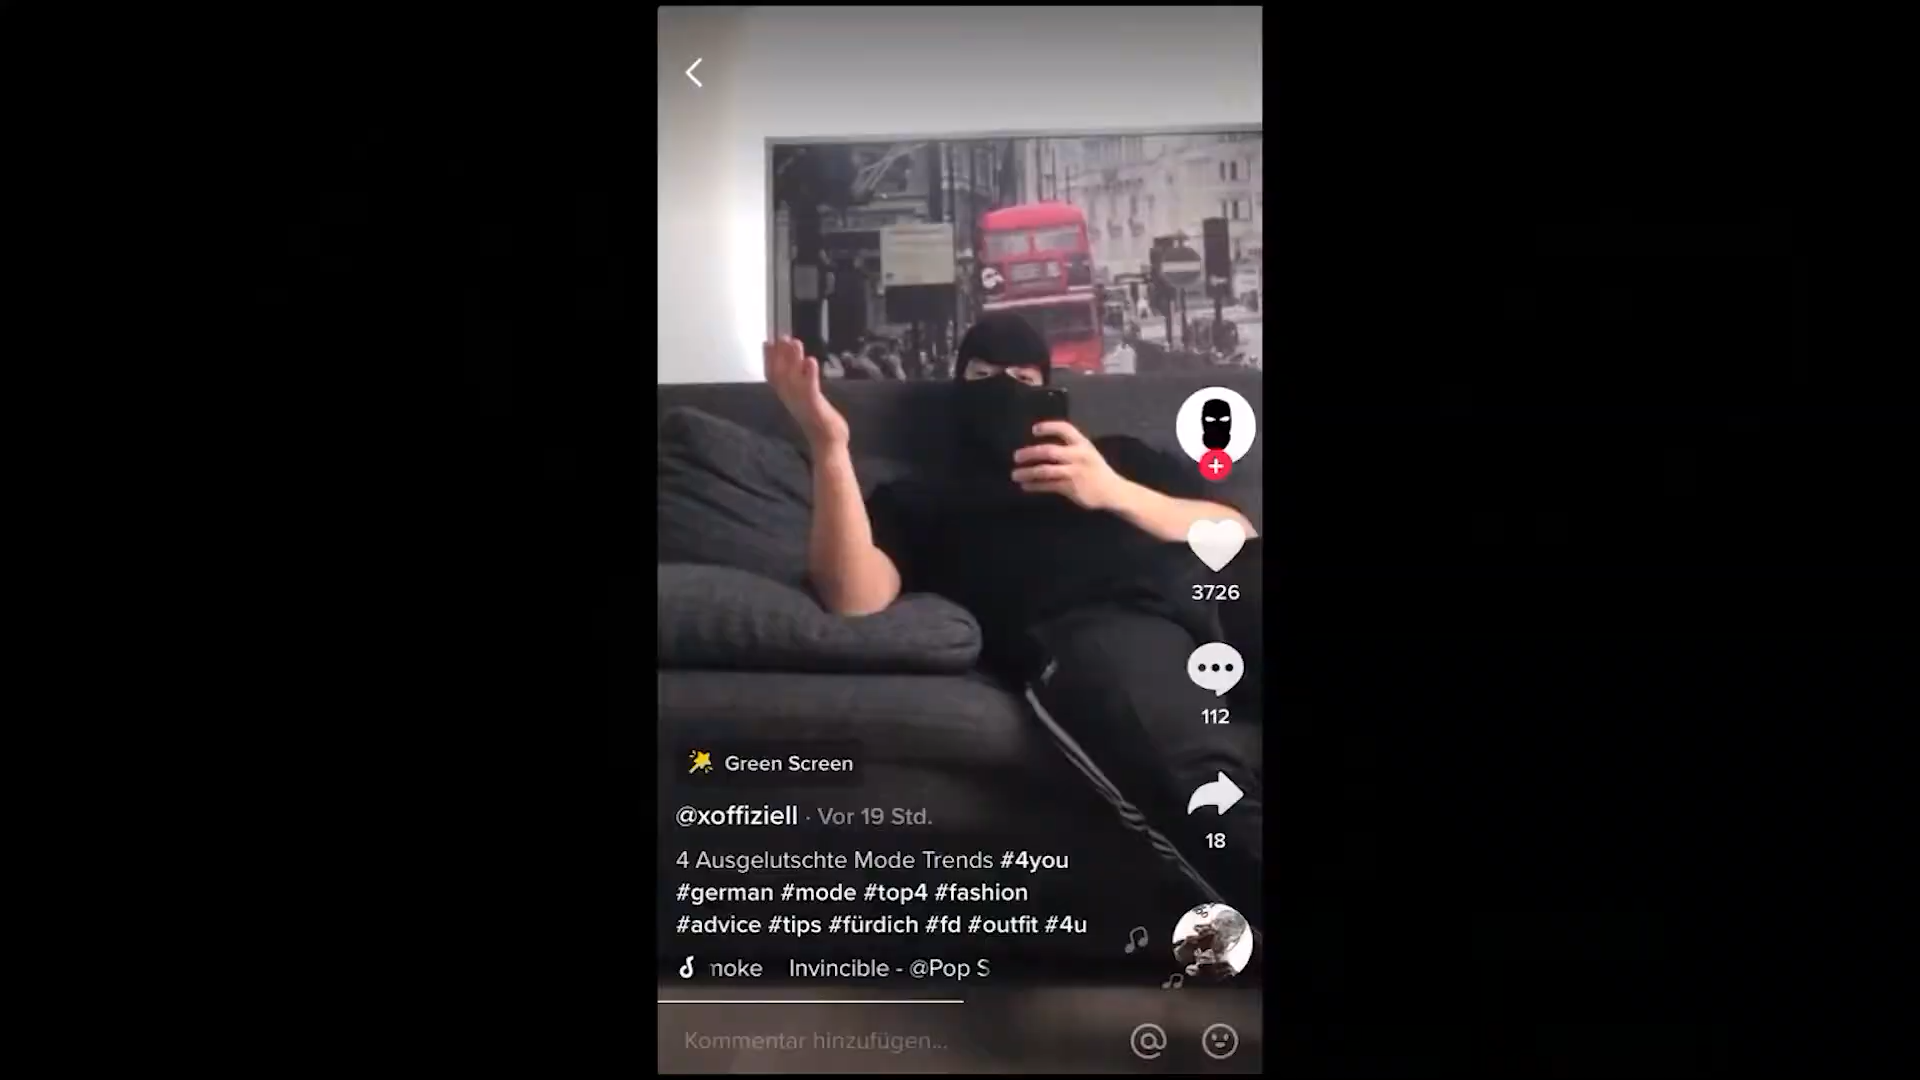 3726
112
18
Green Screen
@xoffiziell · Vor 19 Std.
4 Ausgelutschte Mode Trends #4you
#german #mode #top4 #fashion
#advice #tips #fürdich #fd #outfit #4u
moke Invincible - @Pop S
Kommentar hinzufügen...